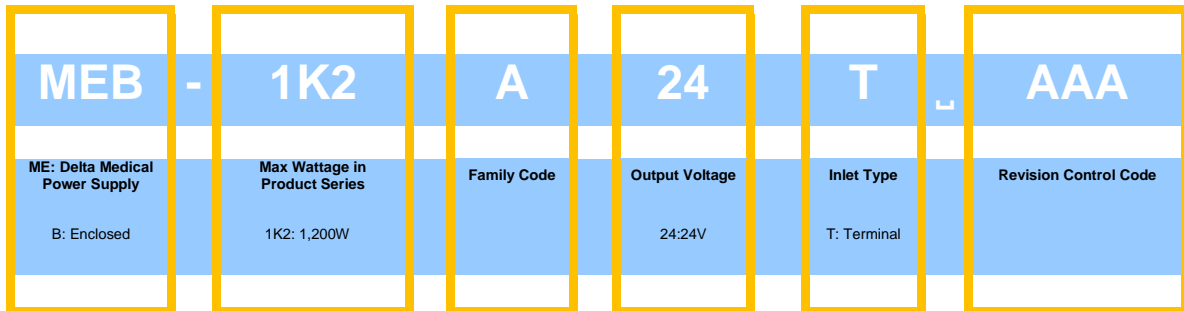 MEB - 1K2 A 24 T ␣ AAA
ME: Delta Medical
Power Supply
Max Wattage in
Product Series
Family Code
Output Voltage
Inlet Type
Revision Control Code
B: Enclosed
1K2: 1,200W
24:24V
T: Terminal